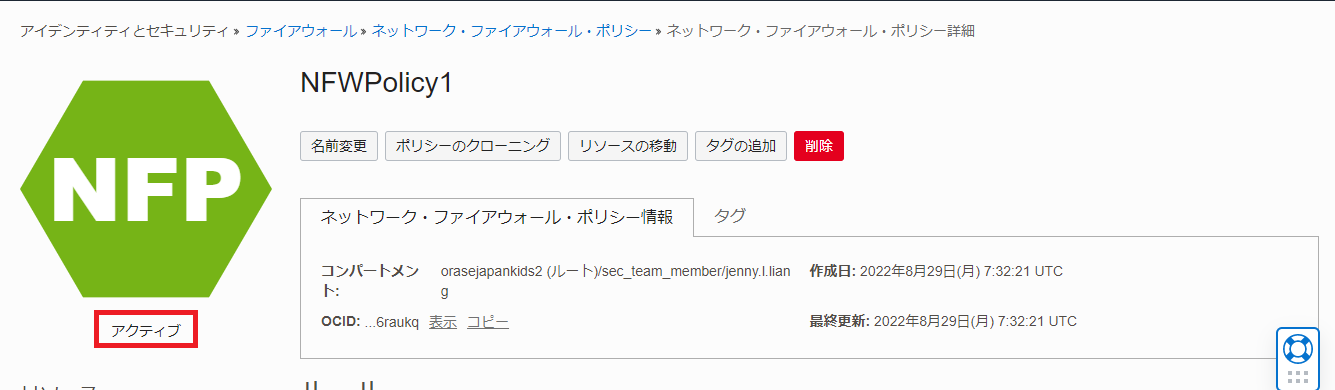 アイデンティティとセキュリティ » ファイアウォール » ネットワーク・ファイアウォール・ポリシー » ネットワーク・ファイアウォール・ポリシー詳細
NFP
アクティブ
NFWPolicy1
名前変更 ポリシーのクローニング リソースの移動 タグの追加 削除
ネットワーク・ファイアウォール・ポリシー情報 タグ
コンパートメン orasejapankids2 (ルート)/sec_team_member/jenny.l.lian 作成日: 2022年8月29日(月) 7:32:21 UTC
ト: g
OCID: ...6raukq 表示 コピー 最終更新: 2022年8月29日(月) 7:32:21 UTC